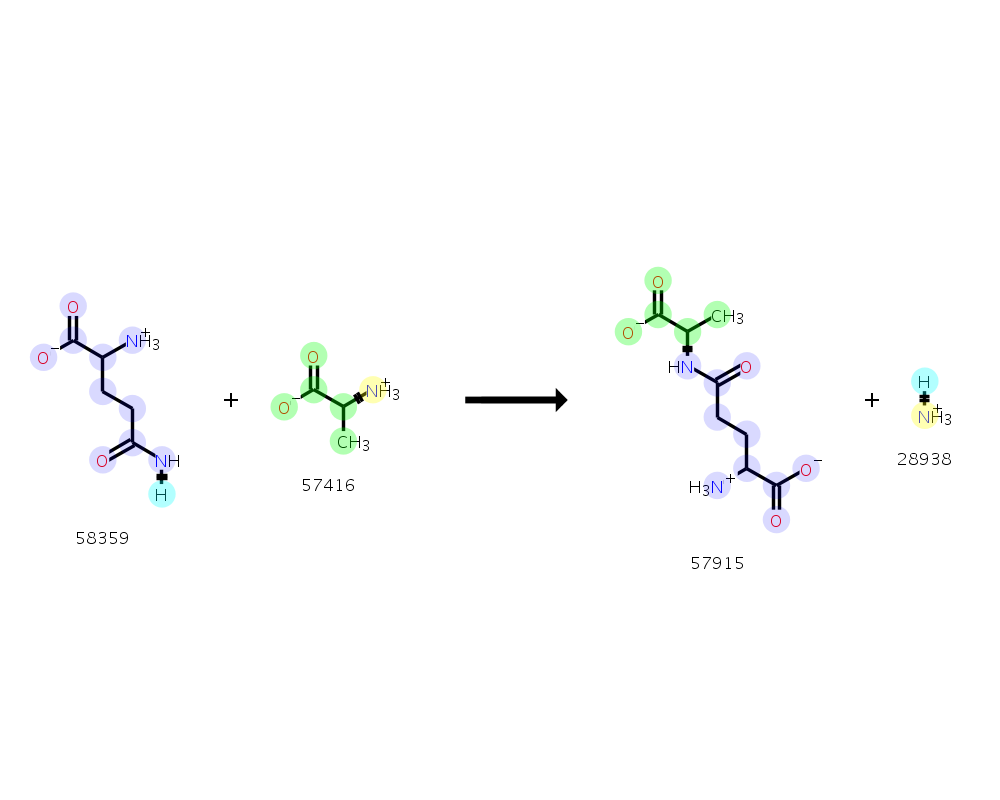 O
O⁻
NH₃⁺
O
NH
H
58359
+
O
O⁻
NH₃⁺
CH₃
57416
O
O⁻
CH₃
HN
O
H₃N⁺
O⁻
O
57915
+
H
NH₃⁺
28938